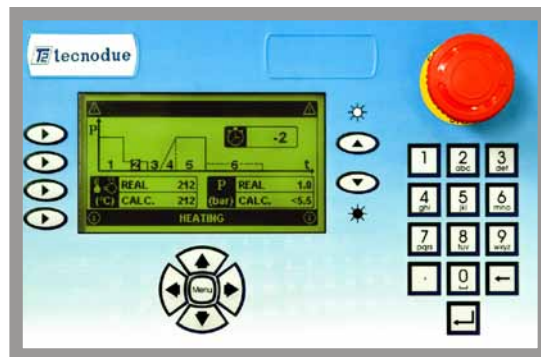 T2 tecnodue
P
-2
1 2 3 4 5 6 t
REAL 212 P REAL 1.0
(°C) CALC. 212 (bar) CALC. <5.5
HEATING
Menu
1 2 abc 3 def
4 ghi 5 jkl 6 mno
7 pqrs 8 tuv 9 wxyz
. 0